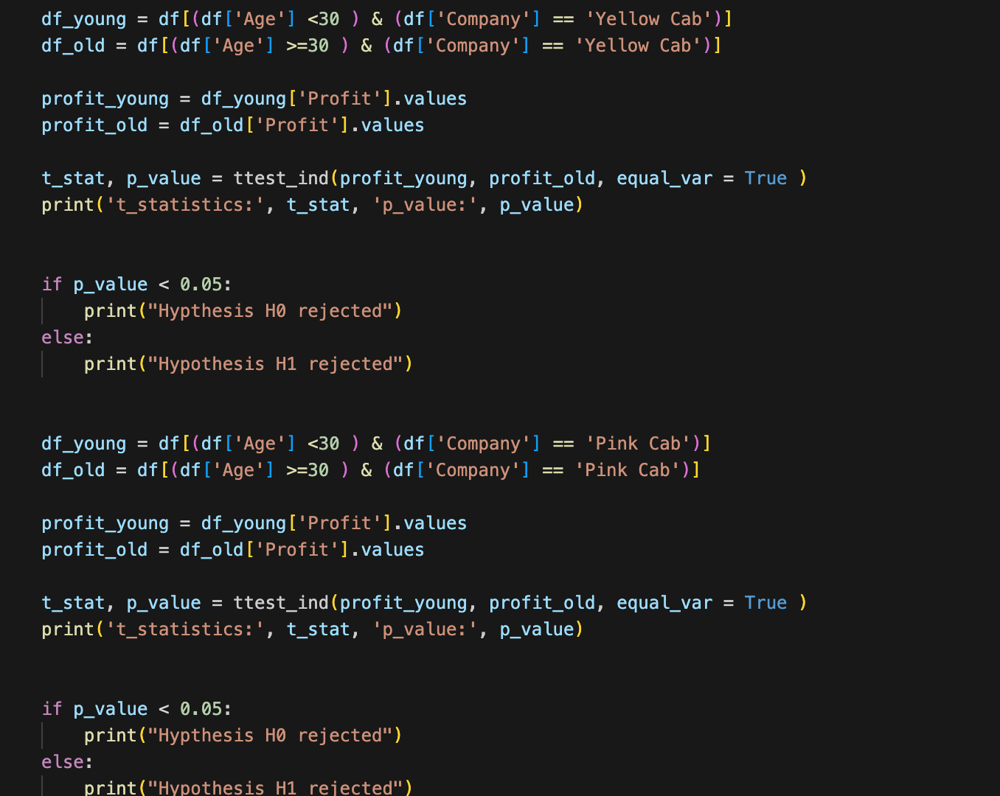 df_young = df[(df['Age'] <30 ) & (df['Company'] == 'Yellow Cab')]
df_old = df[(df['Age'] >=30 ) & (df['Company'] == 'Yellow Cab')]
profit_young = df_young['Profit'].values
profit_old = df_old['Profit'].values
t_stat, p_value = ttest_ind(profit_young, profit_old, equal_var = True )
print('t_statistics:', t_stat, 'p_value:', p_value)
if p_value < 0.05:
    print("Hypthesis H0 rejected")
else:
    print("Hypothesis H1 rejected")
df_young = df[(df['Age'] <30 ) & (df['Company'] == 'Pink Cab')]
df_old = df[(df['Age'] >=30 ) & (df['Company'] == 'Pink Cab')]
profit_young = df_young['Profit'].values
profit_old = df_old['Profit'].values
t_stat, p_value = ttest_ind(profit_young, profit_old, equal_var = True )
print('t_statistics:', t_stat, 'p_value:', p_value)
if p_value < 0.05:
    print("Hypthesis H0 rejected")
else:
    print("Hypothesis H1 rejected")